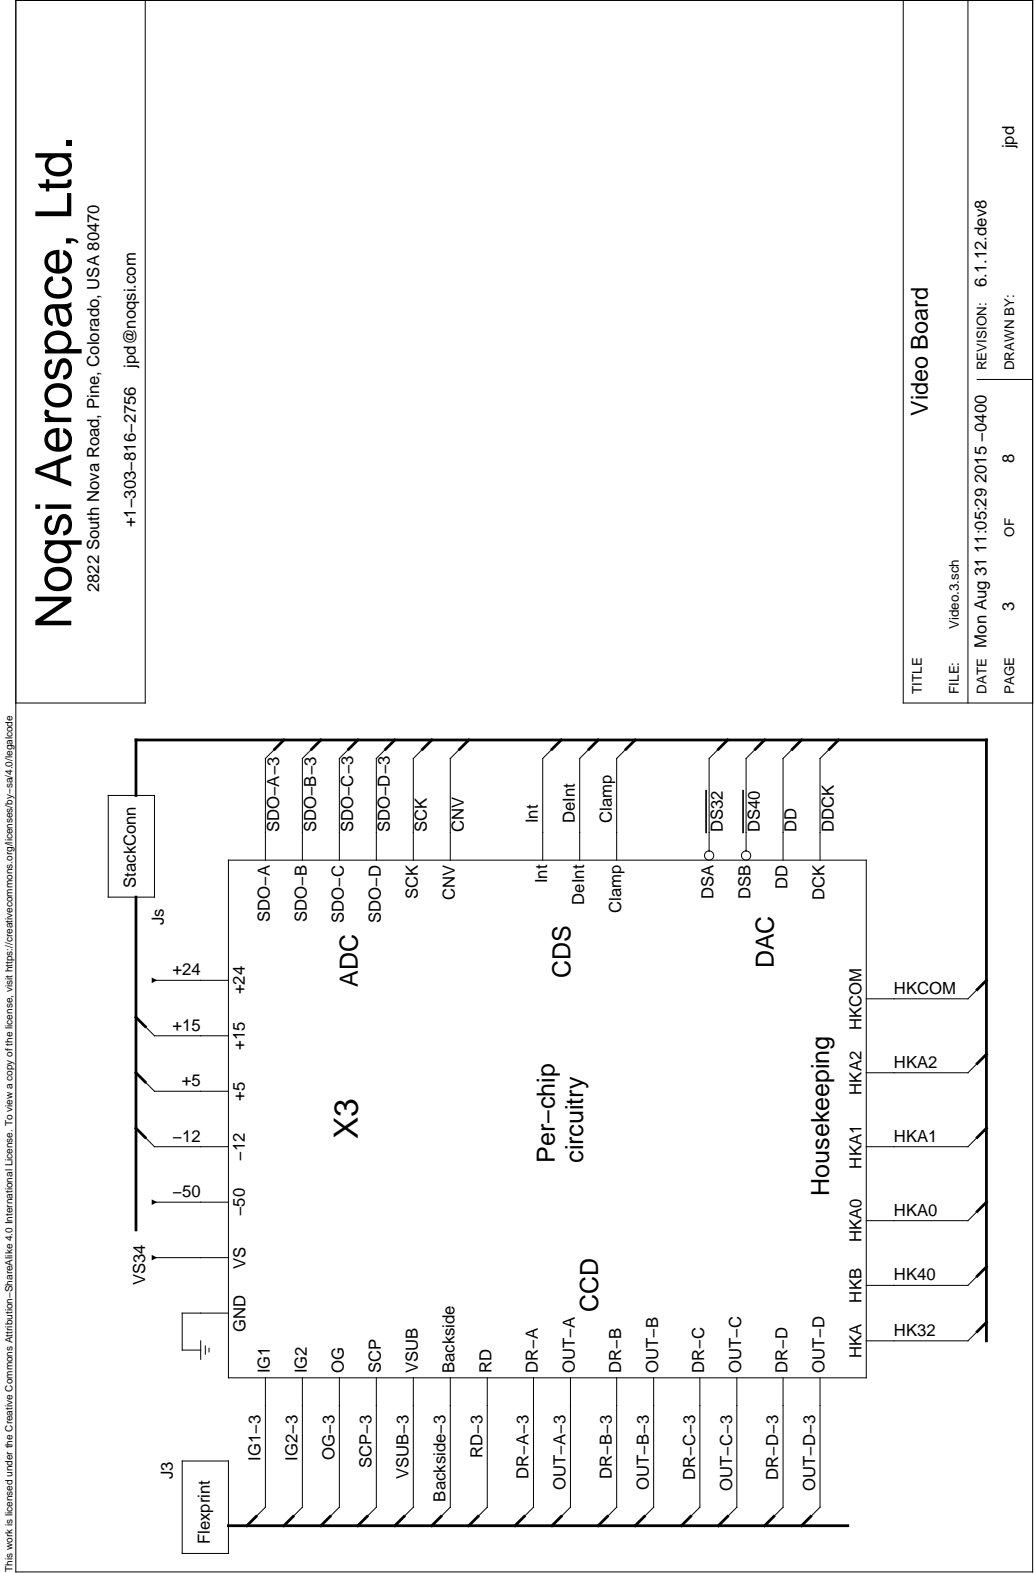 This work is licensed under the Creative Commons Attribution−ShareAlike 4.0 International License. To view a copy of the license, visit https://creativecommons.org/licenses/by−sa/4.0/legalcode
Noqsi Aerospace, Ltd.
2822 South Nova Road, Pine, Colorado, USA 80470
+1−303−816−2756 jpd@noqsi.com
J3
Flexprint
StackConn
Js
VS34
−50
−12
+5
+15
+24
GND
VS
−50
−12
+5
+15
+24
IG1−3
IG2−3
OG−3
SCP−3
VSUB−3
Backside−3
RD−3
DR−A−3
OUT−A−3
DR−B−3
OUT−B−3
DR−C−3
OUT−C−3
DR−D−3
OUT−D−3
IG1
IG2
OG
SCP
VSUB
Backside
RD
DR−A
OUT−A
DR−B
OUT−B
DR−C
OUT−C
DR−D
OUT−D
CCD
X3
Per−chip
circuitry
Housekeeping
ADC
CDS
DAC
SDO−A
SDO−B
SDO−C
SDO−D
SCK
CNV
Int
DeInt
Clamp
DSA
DSB
DD
DCK
SDO−A−3
SDO−B−3
SDO−C−3
SDO−D−3
SCK
CNV
Int
DeInt
Clamp
DS32
DS40
DD
DDCK
HKA
HKB
HKA0
HKA1
HKA2
HKCOM
HK32
HK40
HKA0
HKA1
HKA2
HKCOM
TITLE
Video Board
FILE: Video.3.sch
DATE Mon Aug 31 11:05:29 2015 −0400
REVISION: 6.1.12.dev8
PAGE 3 OF 8
DRAWN BY: jpd